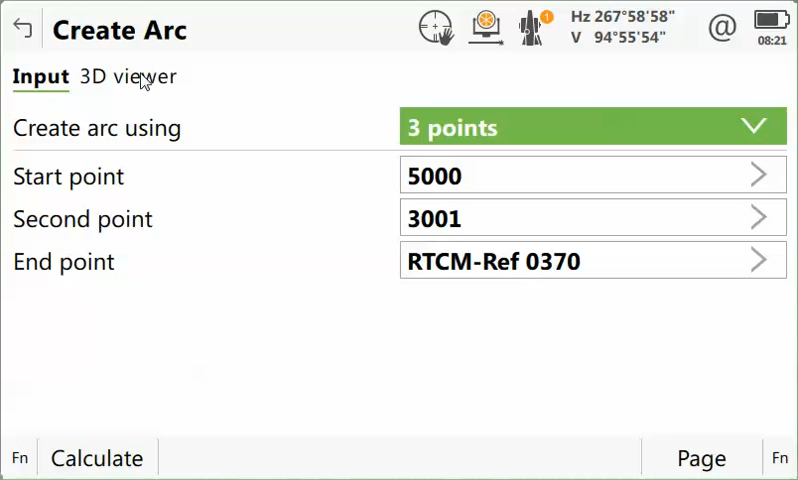 Create Arc
1
Hz 267°58'58"
V 94°55'54"
@
08:21
Input 3D viewer
Create arc using 3 points
Start point 5000
Second point 3001
End point RTCM-Ref 0370
Fn Calculate Page Fn